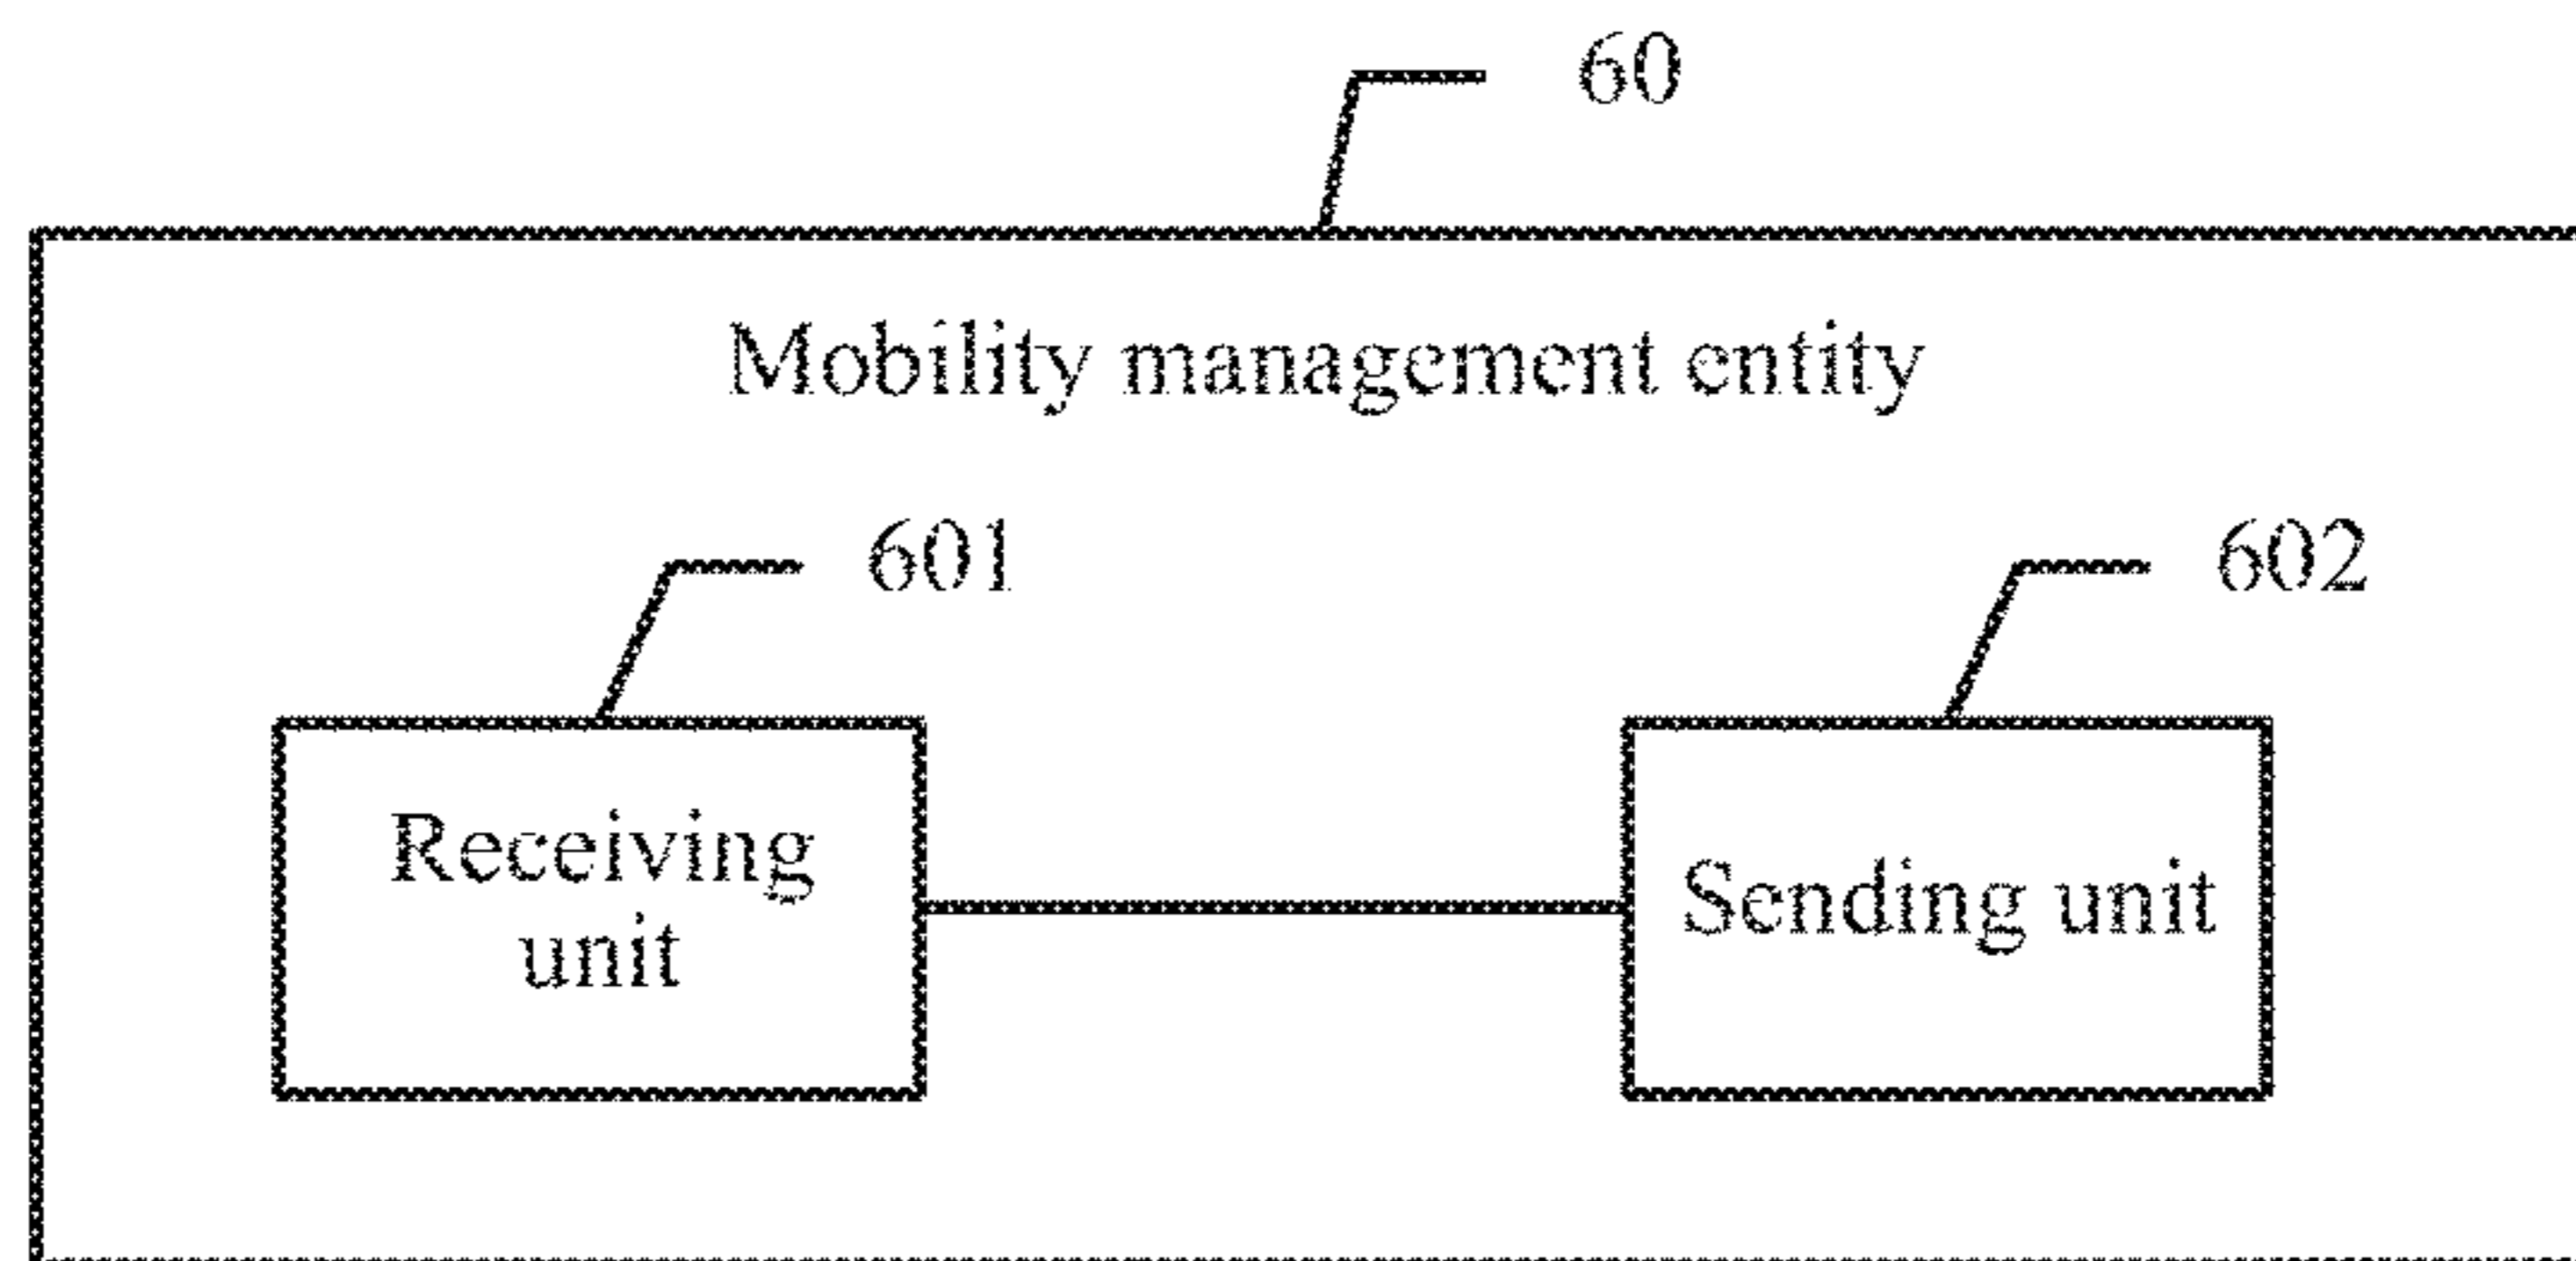 60
Mobility management entity
601
602
Receiving
unit
Sending unit